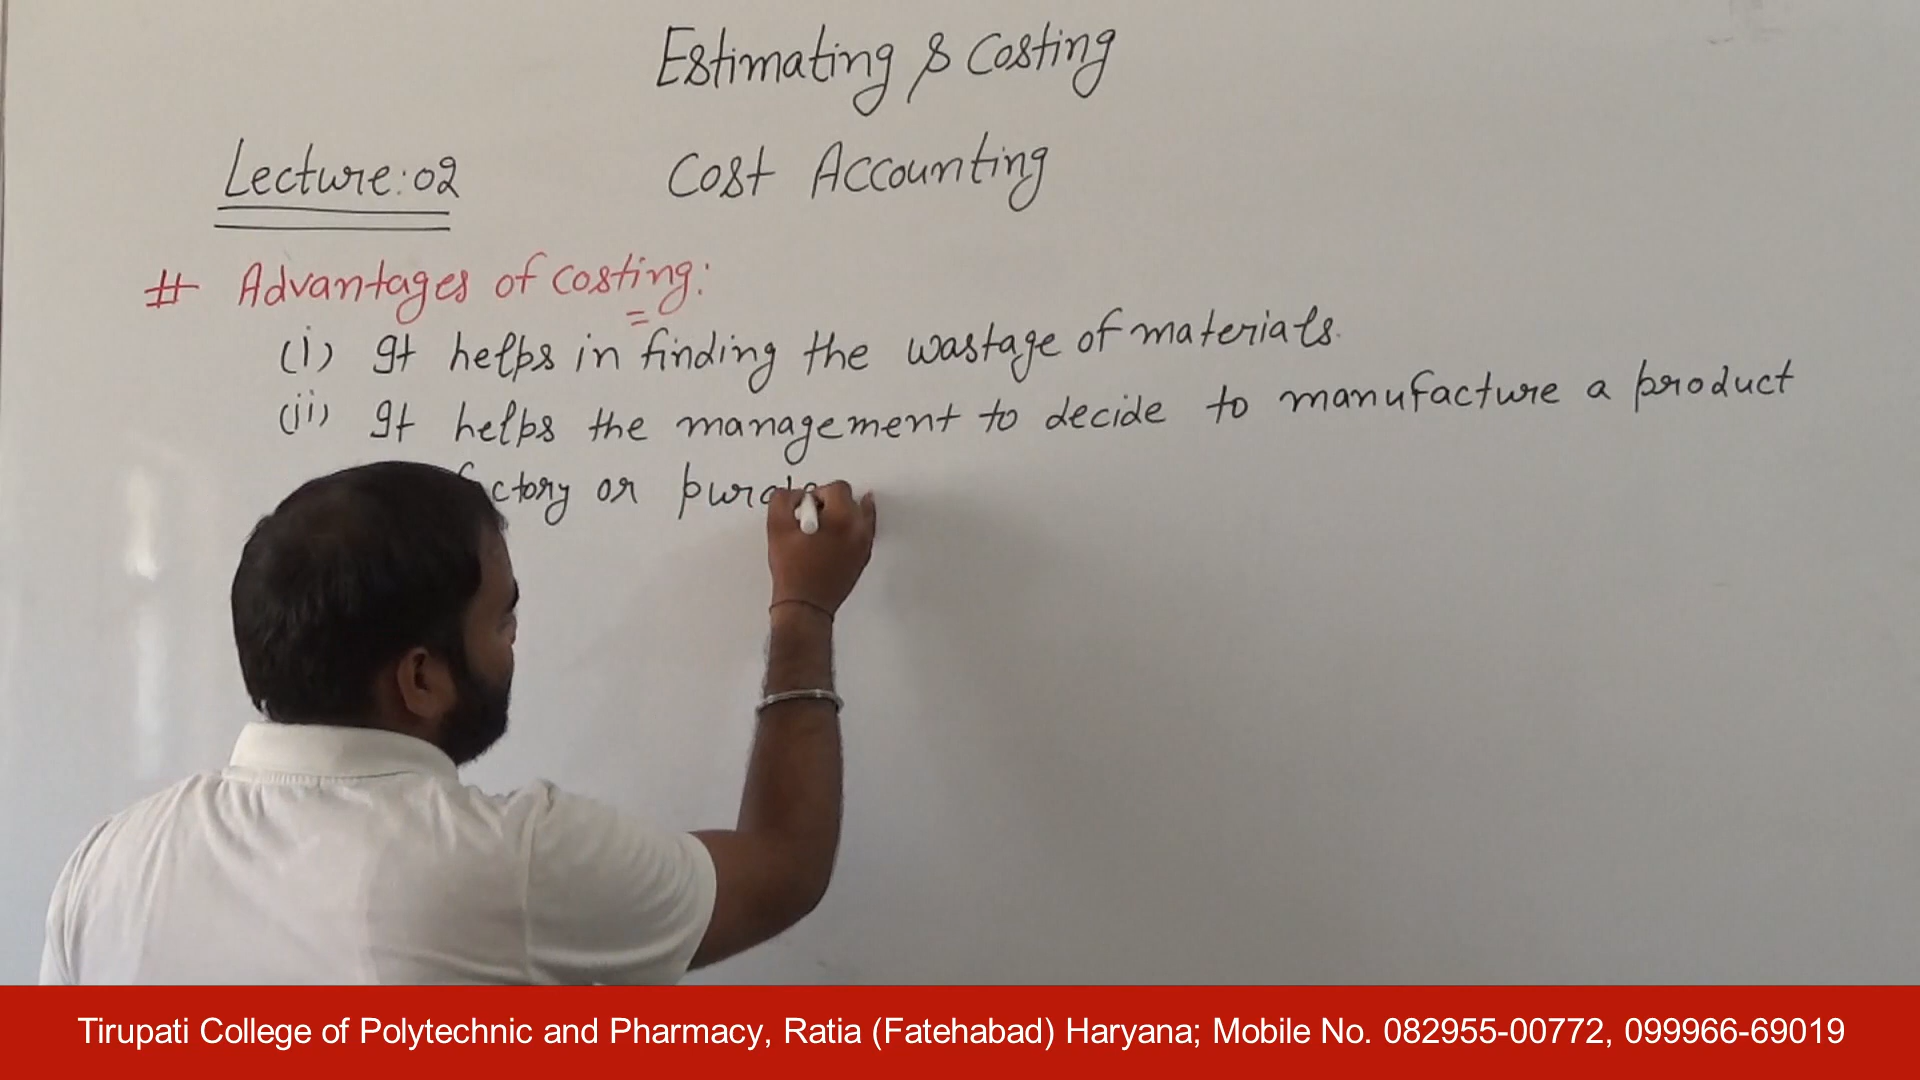 Estimating & Costing
Lecture:02 Cost Accounting
# Advantages of costing:
(i) It helps in finding the wastage of materials.
(ii) It helps the management to decide to manufacture a product
or
Tirupati College of Polytechnic and Pharmacy, Ratia (Fatehabad) Haryana; Mobile No. 082955-00772, 099966-69019